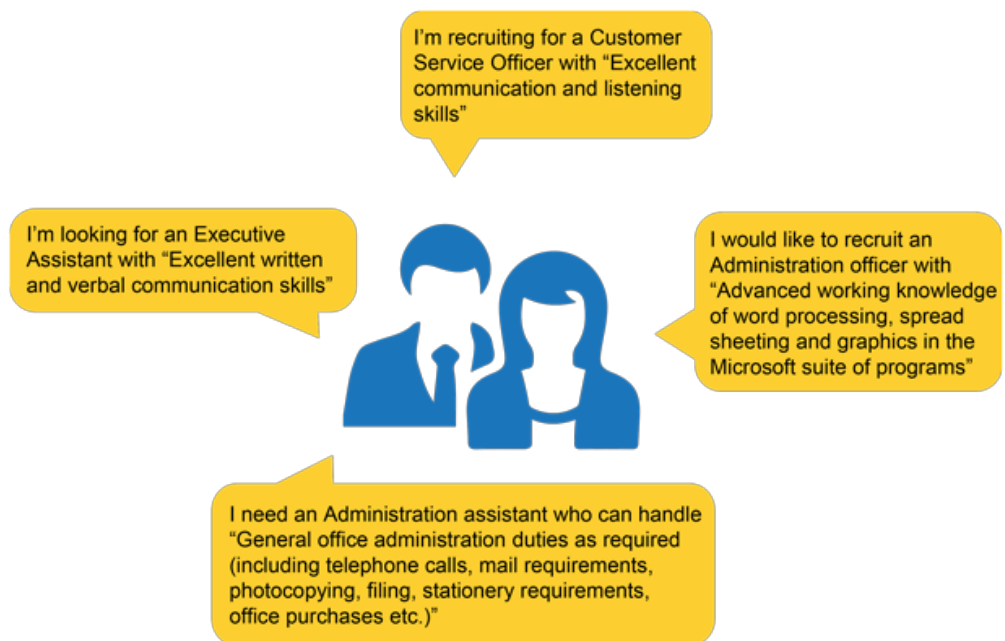 I'm recruiting for a Customer
Service Officer with “Excellent
communication and listening
skills”
I'm looking for an Executive
Assistant with “Excellent written
and verbal communication skills”
I would like to recruit an
Administration officer with
“Advanced working knowledge
of word processing, spread
sheeting and graphics in the
Microsoft suite of programs”
I need an Administration assistant who can handle
“General office administration duties as required
(including telephone calls, mail requirements,
photocopying, filing, stationery requirements,
office purchases etc.)”